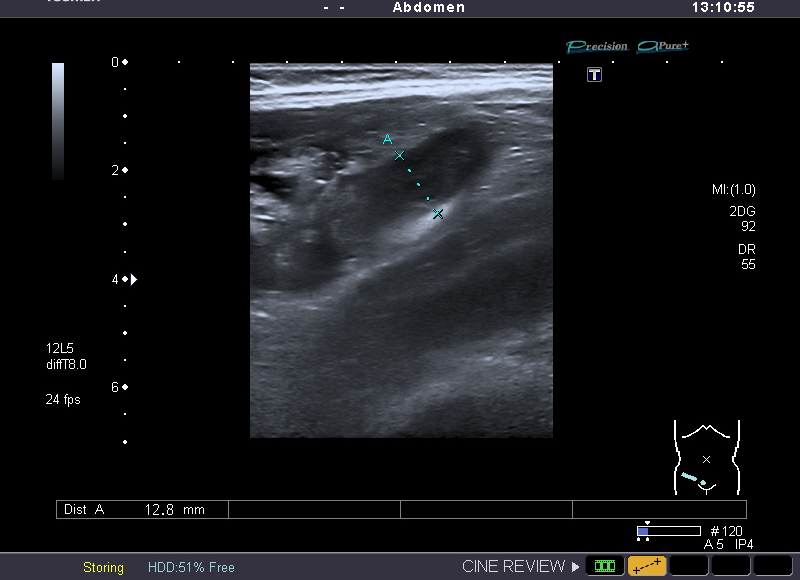 - - Abdomen 13:10:55
Precision APure+
T
0
A
2
4
6
MI:(1.0)
2DG
92
DR
55
12L5
diffT8.0
24 fps
Dist A 12.8 mm
#120
A 5 IP4
Storing HDD:51% Free CINE REVIEW